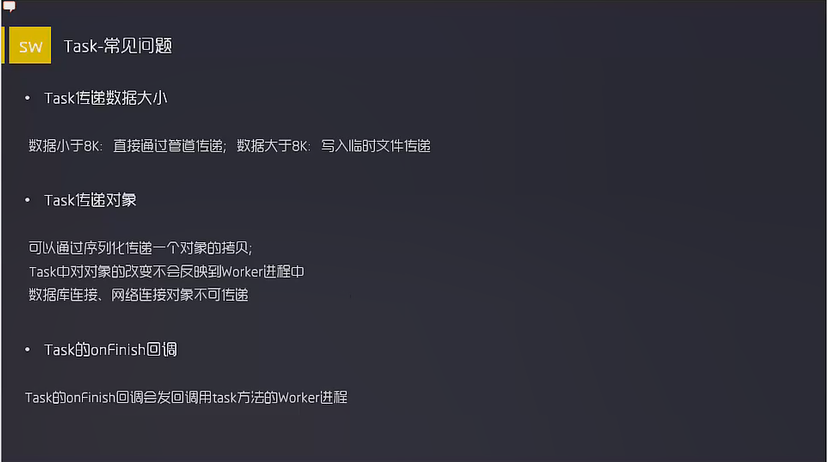 SW Task-常见问题
• Task传递数据大小
数据小于8K：直接通过管道传递；数据大于8K：写入临时文件传递
• Task传递对象
可以通过序列化传递一个对象的拷贝；
Task中对对象的改变不会反映到Worker进程中
数据库连接、网络连接对象不可传递
• Task的onFinish回调
Task的onFinish回调会发回调用task方法的Worker进程